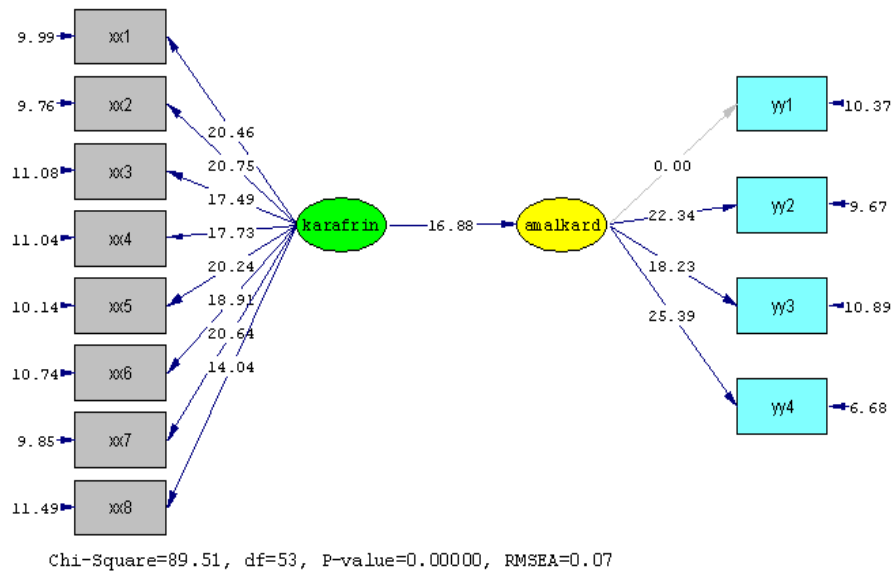 9.99 xx1
9.76 xx2
11.08 xx3
11.04 xx4
10.14 xx5
10.74 xx6
9.85 xx7
11.49 xx8
20.46
20.75
17.49
17.73
20.24
18.91
20.64
14.04
karafrin 16.88 amalkard
0.00
22.34
18.23
25.39
yy1 10.37
yy2 9.67
yy3 10.89
yy4 6.68
Chi-Square=89.51, df=53, P-value=0.00000, RMSEA=0.07